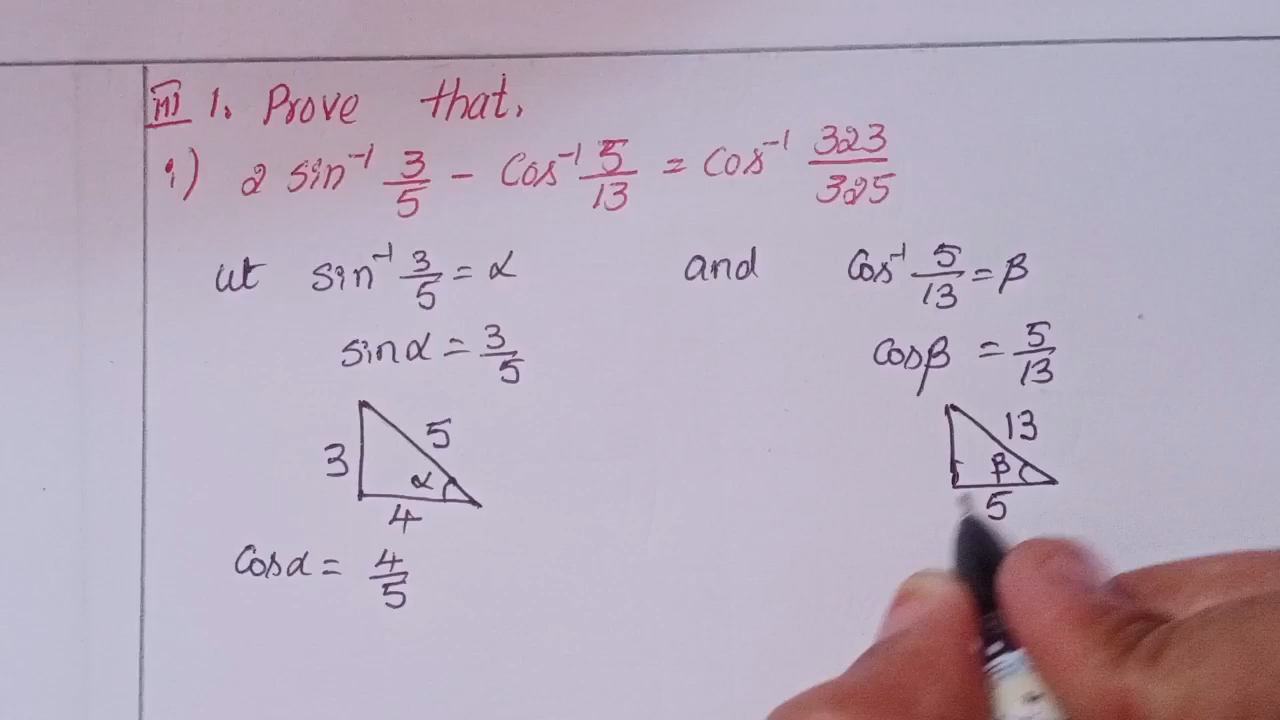 III 1. Prove that.
i) 2 sin⁻¹ 3/5 - Cos⁻¹ 5/13 = Cos⁻¹ 323/325
let sin⁻¹ 3/5 = α and Cos⁻¹ 5/13 = β
sinα = 3/5 Cosβ = 5/13
3 5 α 4 13 β 5
Cosα = 4/5